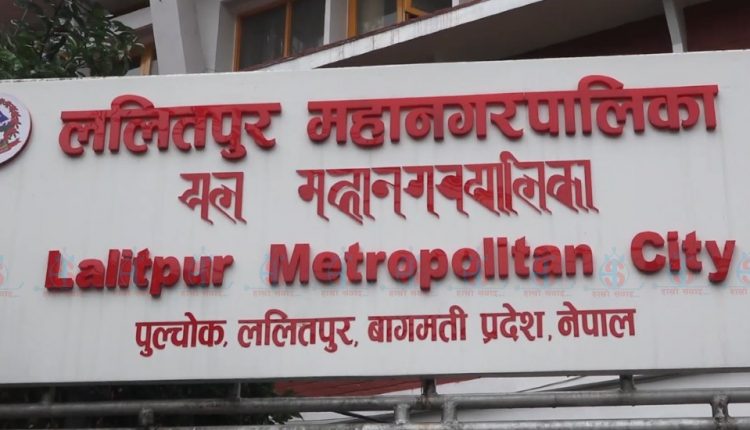 ललितपुर महानगरपालिका
Lalitpur Metropolitan City
पुल्चोक, ललितपुर, बागमती प्रदेश, नेपाल